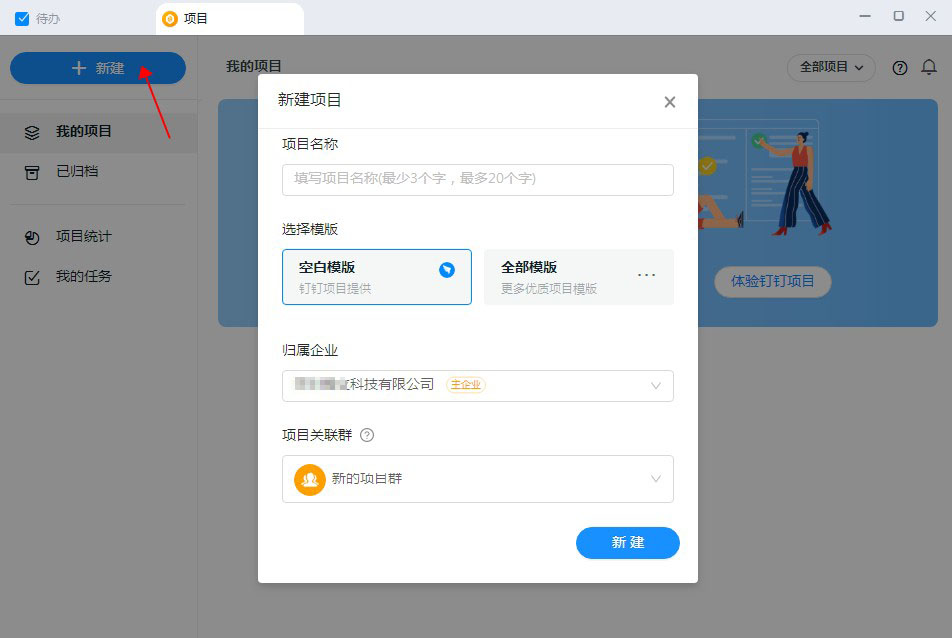 待办
项目
新建
我的项目
全部项目
我的项目
已归档
项目统计
我的任务
体验钉钉项目
新建项目
项目名称
填写项目名称(最少3个字，最多20个字)
选择模版
空白模版
钉钉项目提供
全部模版
更多优质项目模版
...
归属企业
科技有限公司 主企业
项目关联群
新的项目群
新 建